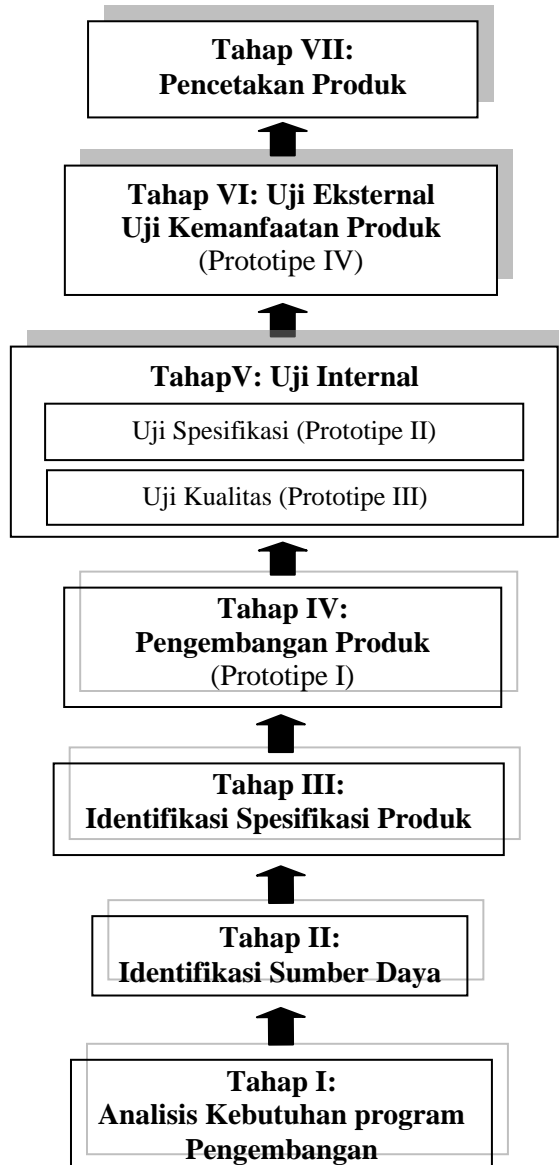 Tahap VII:
Pencetakan Produk
Tahap VI: Uji Eksternal
Uji Kemanfaatan Produk
(Prototipe IV)
TahapV: Uji Internal
Uji Spesifikasi (Prototipe II)
Uji Kualitas (Prototipe III)
Tahap IV:
Pengembangan Produk
(Prototipe I)
Tahap III:
Identifikasi Spesifikasi Produk
Tahap II:
Identifikasi Sumber Daya
Tahap I:
Analisis Kebutuhan program
Pengembangan